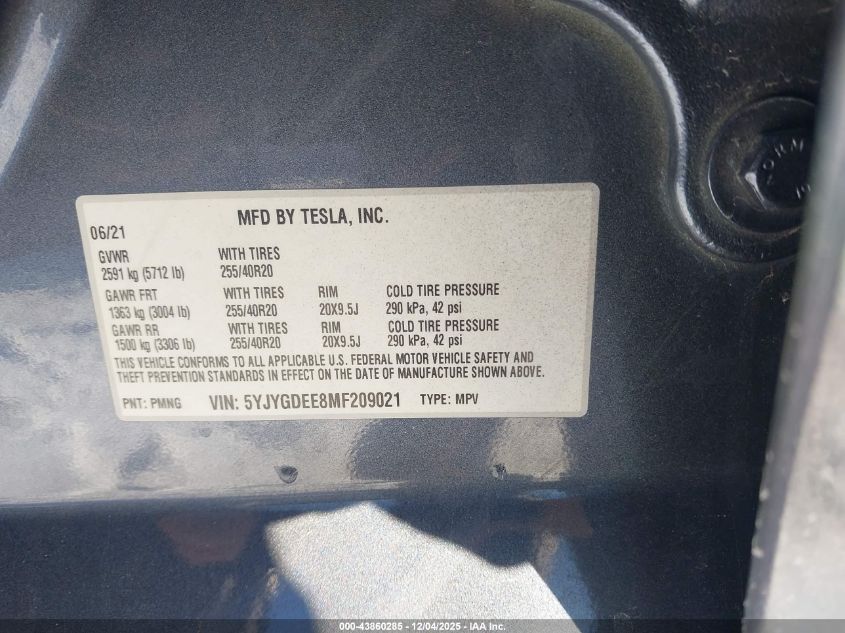 MFD BY TESLA, INC.
06/21
GVWR WITH TIRES
2591 kg (5712 lb) 255/40R20
GAWR FRT WITH TIRES RIM COLD TIRE PRESSURE
1363 kg (3004 lb) 255/40R20 20X9.5J 290 kPa, 42 psi
GAWR RR WITH TIRES RIM COLD TIRE PRESSURE
1500 kg (3306 lb) 255/40R20 20X9.5J 290 kPa, 42 psi
THIS VEHICLE CONFORMS TO ALL APPLICABLE U.S. FEDERAL MOTOR VEHICLE SAFETY AND
THEFT PREVENTION STANDARDS IN EFFECT ON THE DATE OF MANUFACTURE SHOWN ABOVE.
PNT: PMNG VIN: 5YJYGDEE8MF209021 TYPE: MPV
000-43860285 - 12/04/2025 - IAA Inc.